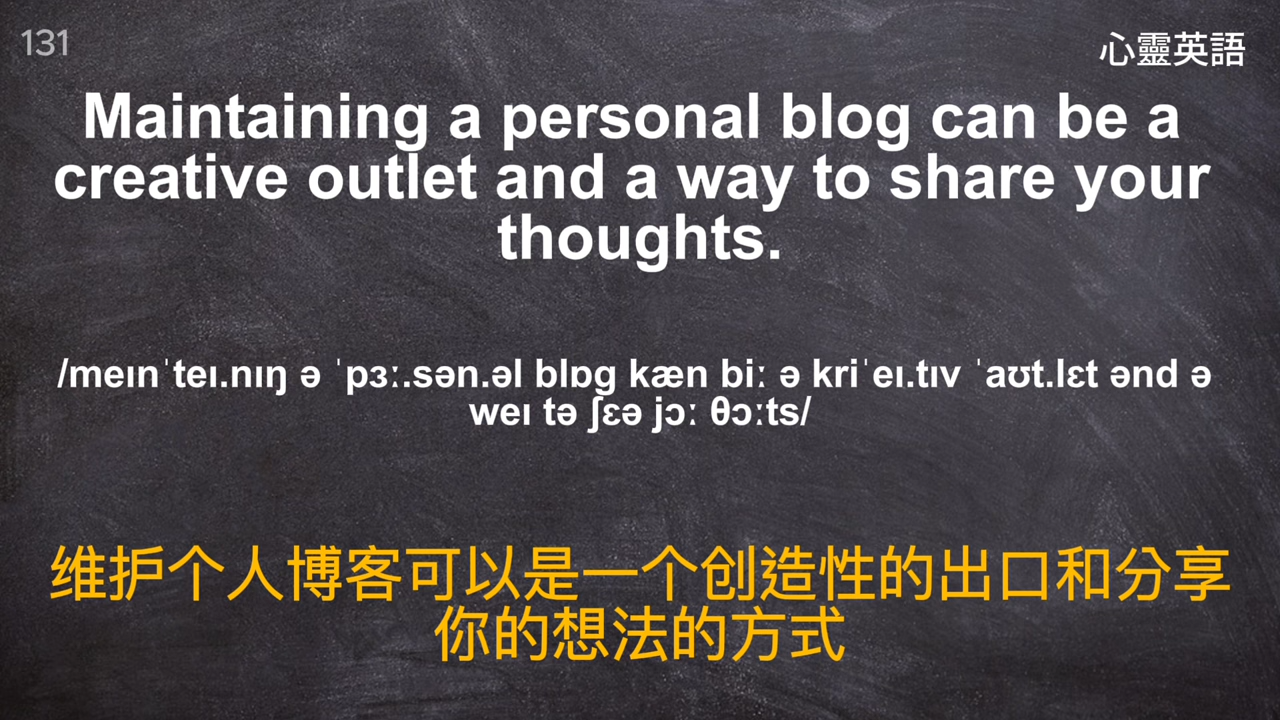 131
心靈英語
Maintaining a personal blog can be a
creative outlet and a way to share your
thoughts.
/meɪnˈteɪ.nɪŋ ə ˈpɜː.sən.əl blɒg kæn biː ə kriˈeɪ.tɪv ˈaʊt.lɛt ənd ə
weɪ tə ʃɛə jɔː θɔːts/
维护个人博客可以是一个创造性的出口和分享
你的想法的方式